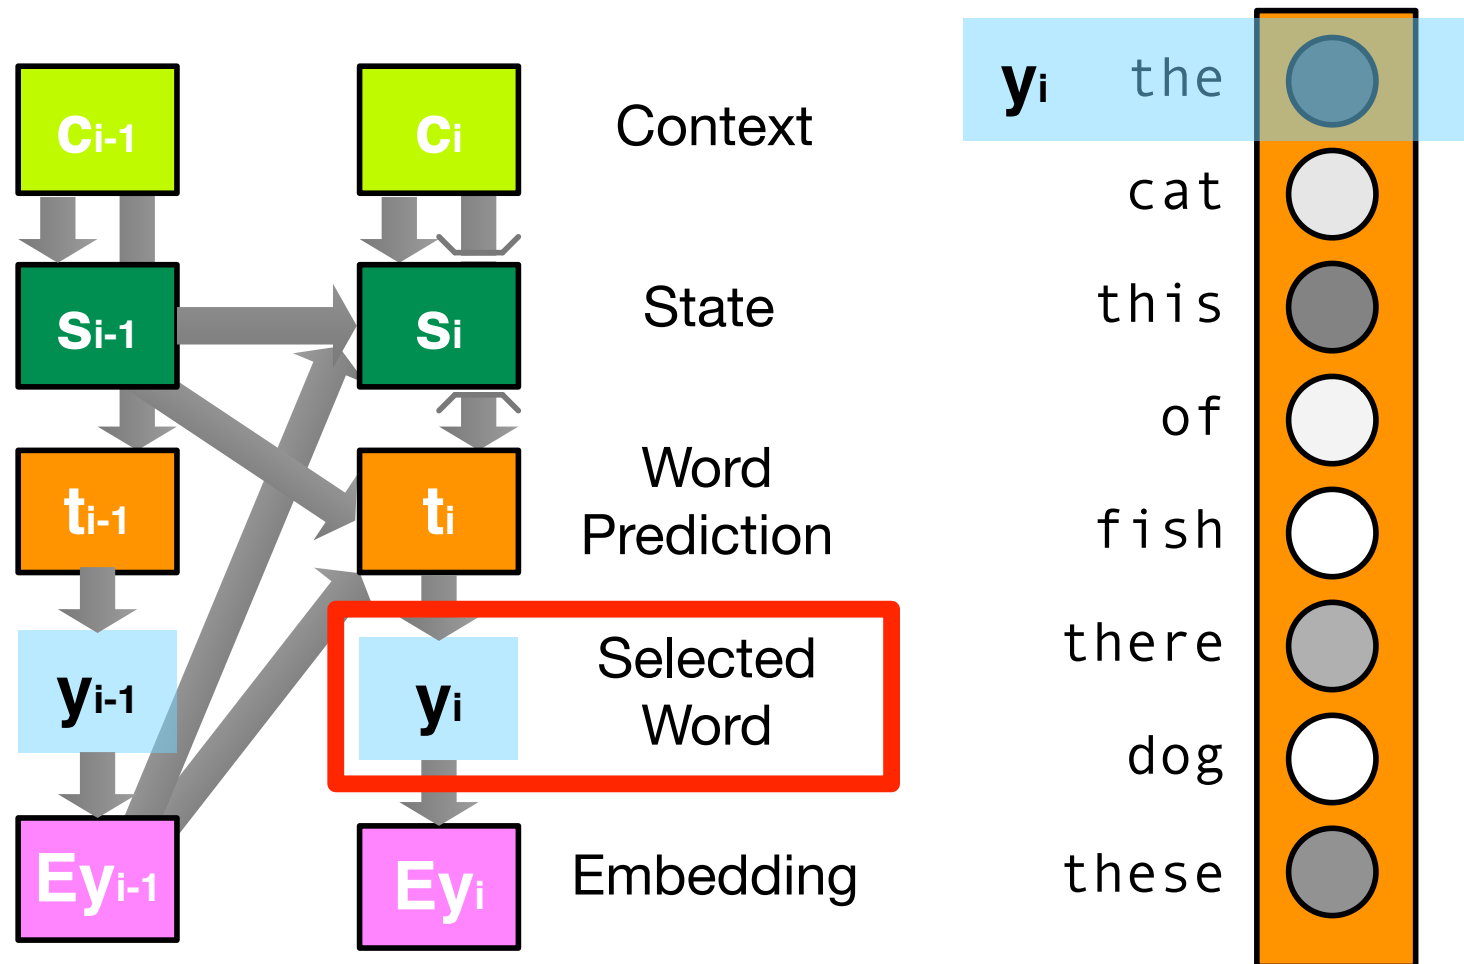 ci-1
ci
Context
si-1
si
State
ti-1
ti
Word
Prediction
yi-1
yi
Selected
Word
Eyi-1
Eyi
Embedding
yi the
cat
this
of
fish
there
dog
these